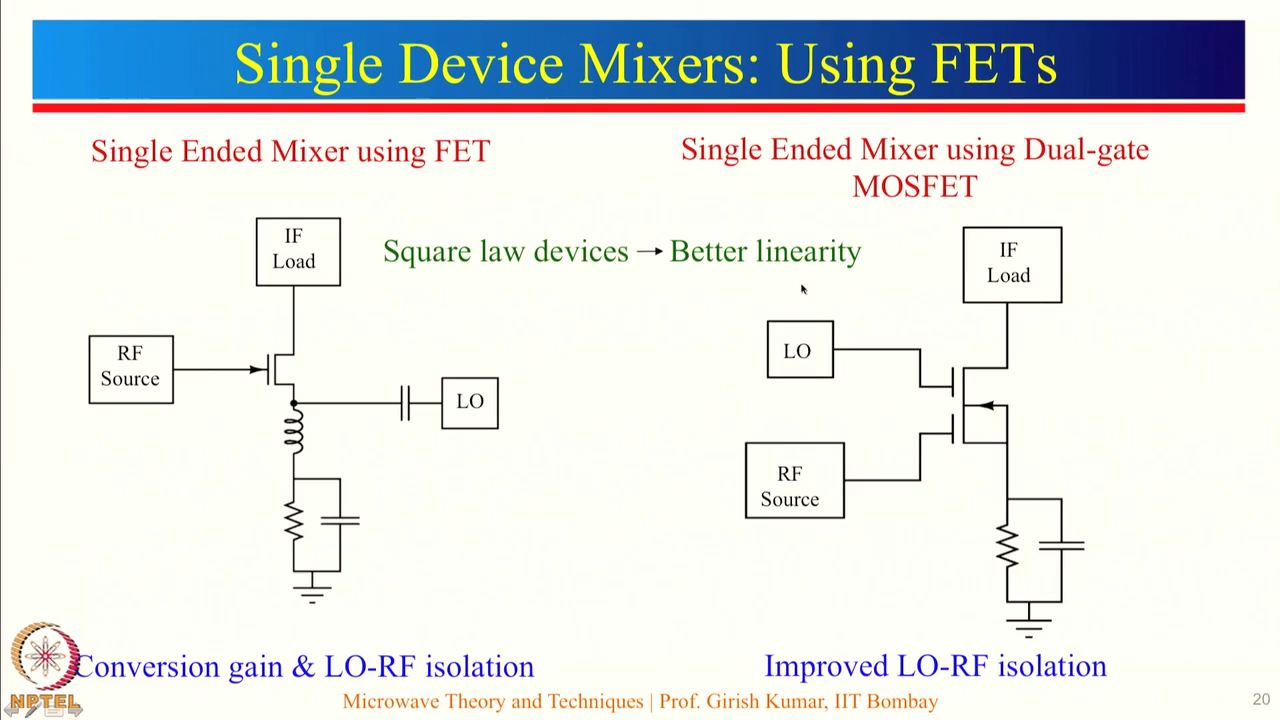 Single Device Mixers: Using FETs
Single Ended Mixer using FET
Single Ended Mixer using Dual-gate
MOSFET
Square law devices → Better linearity
IF
Load
RF
Source
LO
IF
Load
LO
RF
Source
Conversion gain & LO-RF isolation
Improved LO-RF isolation
NPTEL
Microwave Theory and Techniques | Prof. Girish Kumar, IIT Bombay
20